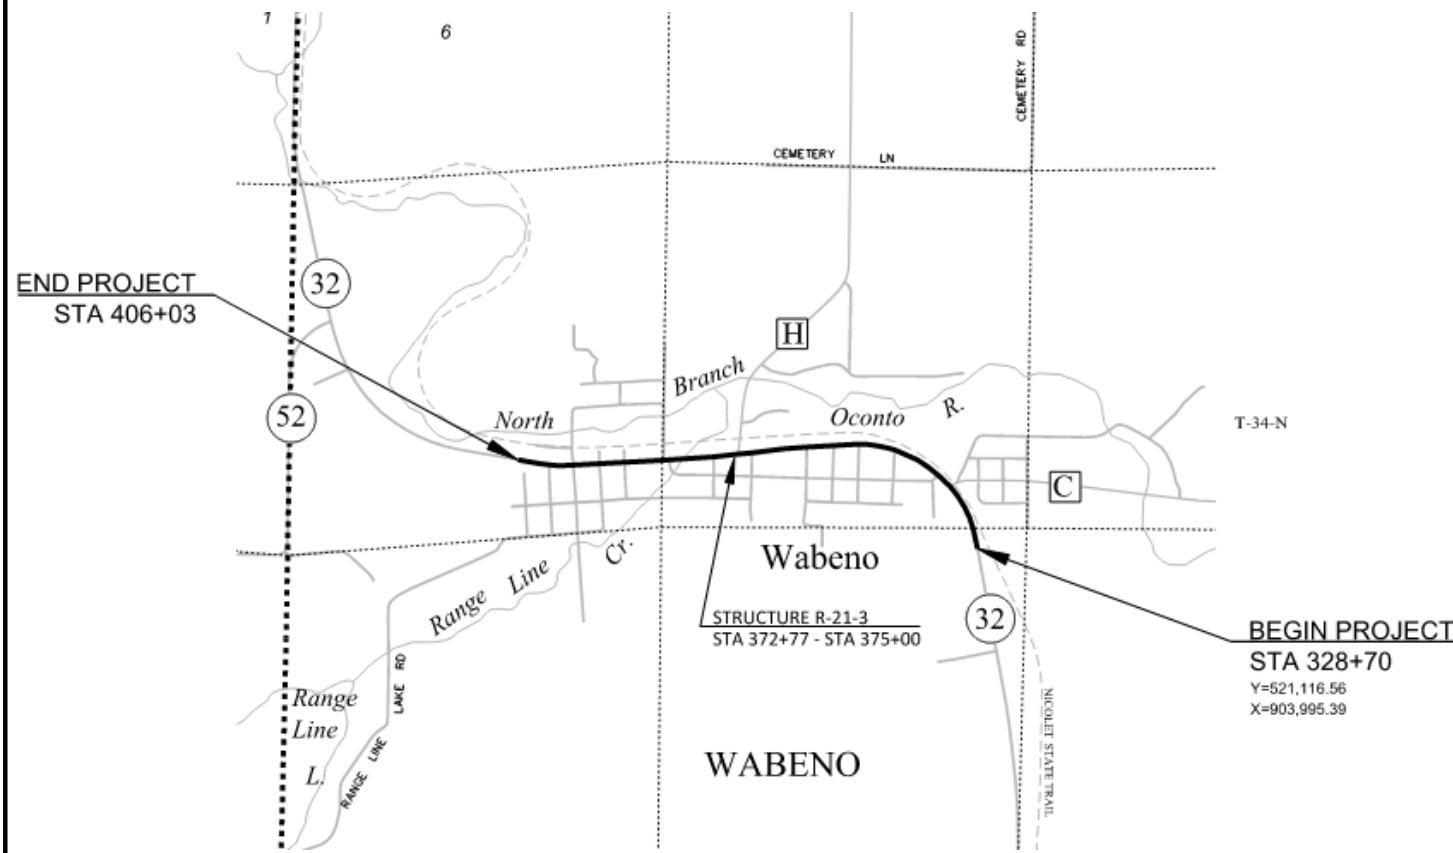 1
6
CEMETERY RD
CEMETERY LN
END PROJECT
STA 406+03
32
H
52
North Branch Oconto R.
T-34-N
C
Wabeno
Range Line Cr.
STRUCTURE R-21-3
STA 372+77 - STA 375+00
32
BEGIN PROJECT
STA 328+70
Y=521,116.56
X=903,995.39
Range
Line
L.
RANGE LINE LAKE RD
NICOLET STATE TRAIL
WABENO